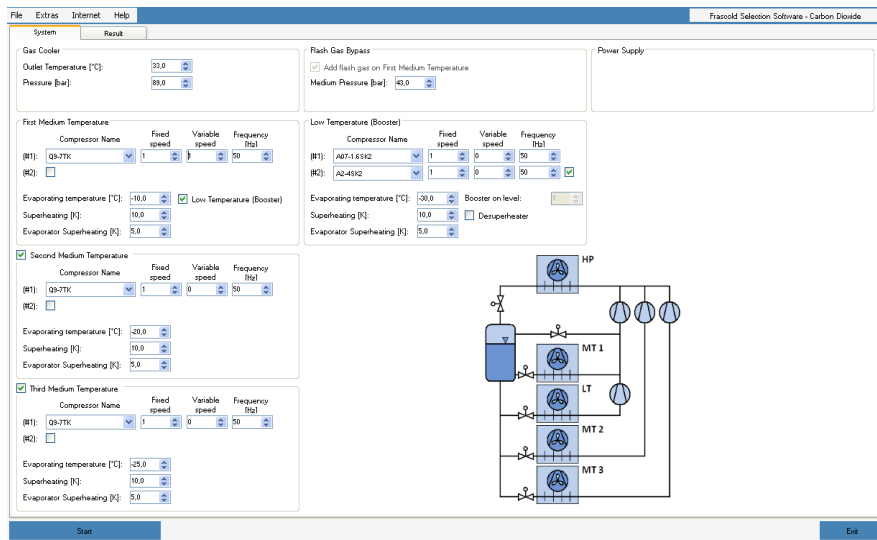 File Extras Internet Help
Frascold Selection Software - Carbon Dioxide
System Result
Gas Cooler
Outlet Temperature [°C]: 33,0
Pressure [bar]: 89,0
Flash Gas Bypass
Add flash gas on First Medium Temperature
Medium Pressure [bar]: 43,0
Power Supply
First Medium Temperature
Compressor Name Fixed speed Variable speed Frequency [Hz]
(#1): Q9-7TK 1 50
(#2):
Evaporating temperature [°C]: -10,0 Low Temperature (Booster)
Superheating [K]: 10,0
Evaporator Superheating [K]: 5,0
Low Temperature (Booster)
Compressor Name Fixed speed Variable speed Frequency [Hz]
(#1): A07-1.6SK2 1 0 50
(#2): A2-4SK2 1 0 50
Evaporating temperature [°C]: -30,0 Booster on level: 1
Superheating [K]: 10,0 Desuperheater
Evaporator Superheating [K]: 5,0
Second Medium Temperature
Compressor Name Fixed speed Variable speed Frequency [Hz]
(#1): Q9-7TK 1 0 50
(#2):
Evaporating temperature [°C]: -20,0
Superheating [K]: 10,0
Evaporator Superheating [K]: 5,0
Third Medium Temperature
Compressor Name Fixed speed Variable speed Frequency [Hz]
(#1): Q9-7TK 1 0 50
(#2):
Evaporating temperature [°C]: -25,0
Superheating [K]: 10,0
Evaporator Superheating [K]: 5,0
HP
MT 1
LT
MT 2
MT 3
Start
Exit